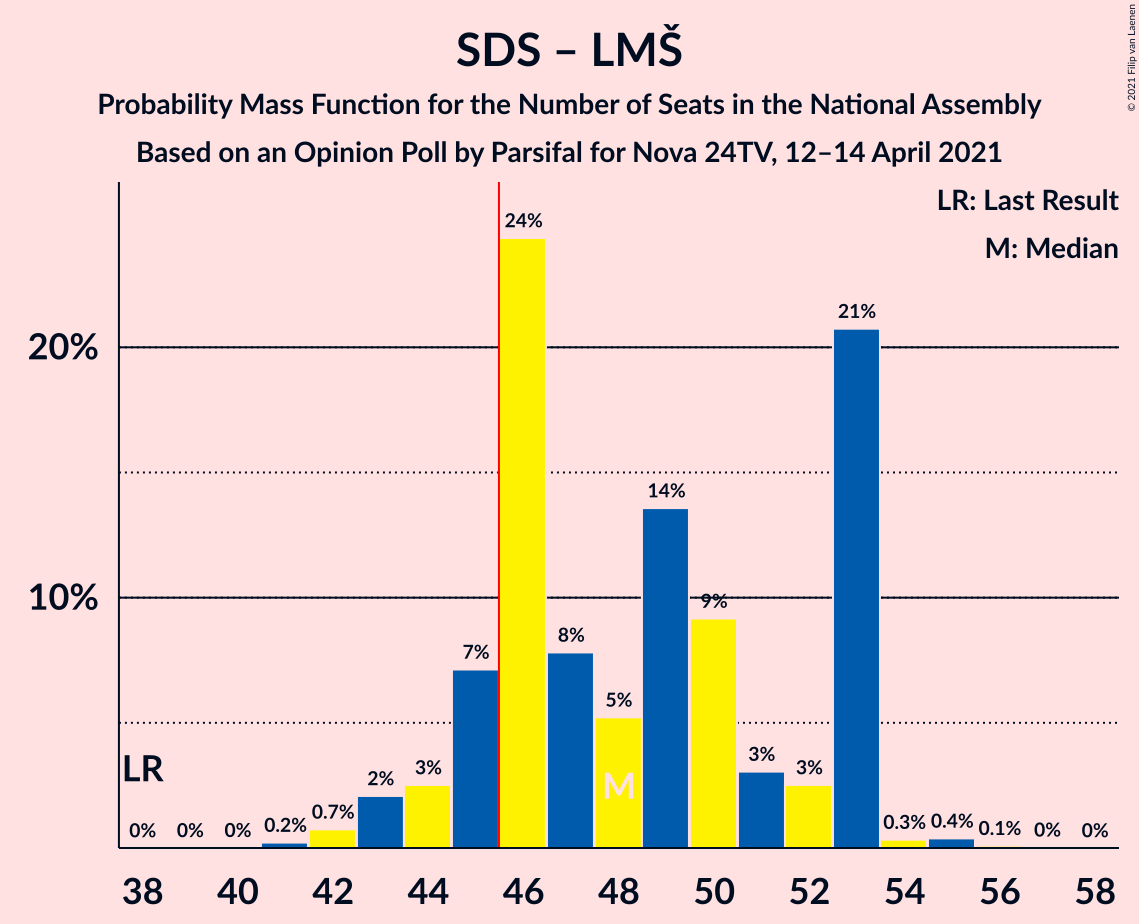 SDS – LMŠ
Probability Mass Function for the Number of Seats in the National Assembly
Based on an Opinion Poll by Parsifal for Nova 24TV, 12–14 April 2021
© 2021 Filip van Laenen
LR: Last Result
M: Median
20%
10%
LR
M
0% 0% 0% 0.2% 0.7% 2% 3% 7% 24% 8% 5% 14% 9% 3% 3% 21% 0.3% 0.4% 0.1% 0% 0%
38 40 42 44 46 48 50 52 54 56 58